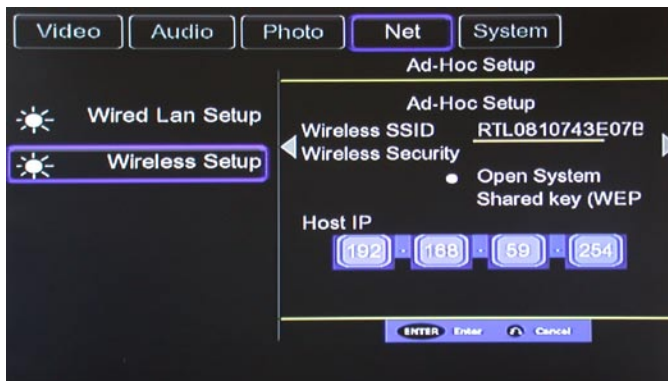 Video Audio Photo Net System
Ad-Hoc Setup
Wired Lan Setup
Wireless Setup
Ad-Hoc Setup
Wireless SSID RTL0810743E07B
Wireless Security
Open System
Shared key (WEP
Host IP
192 . 168 . 59 . 254
ENTER Enter Cancel